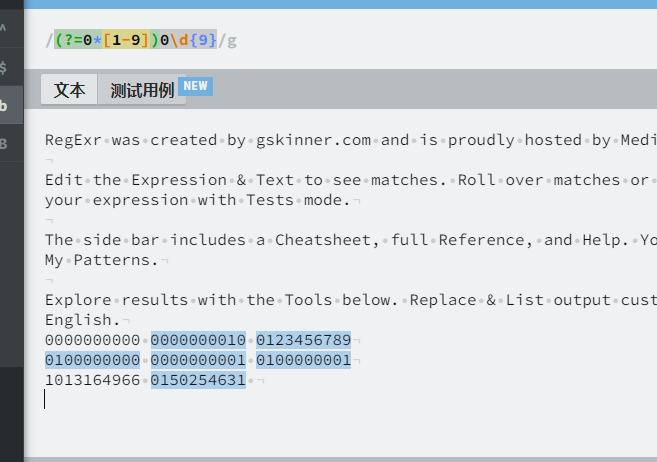 ^
/(?=0*[1-9])0\d{9}/g
$
文本 测试用例 NEW
b
B
RegExr was created by gskinner.com and is proudly hosted by Medi
Edit the Expression & Text to see matches. Roll over matches or
your expression with Tests mode.
The side bar includes a Cheatsheet, full Reference, and Help. Yo
My Patterns.
Explore results with the Tools below. Replace & List output cust
English.
0000000000 0000000010 0123456789
0100000000 0000000001 0100000001
1013164966 0150254631